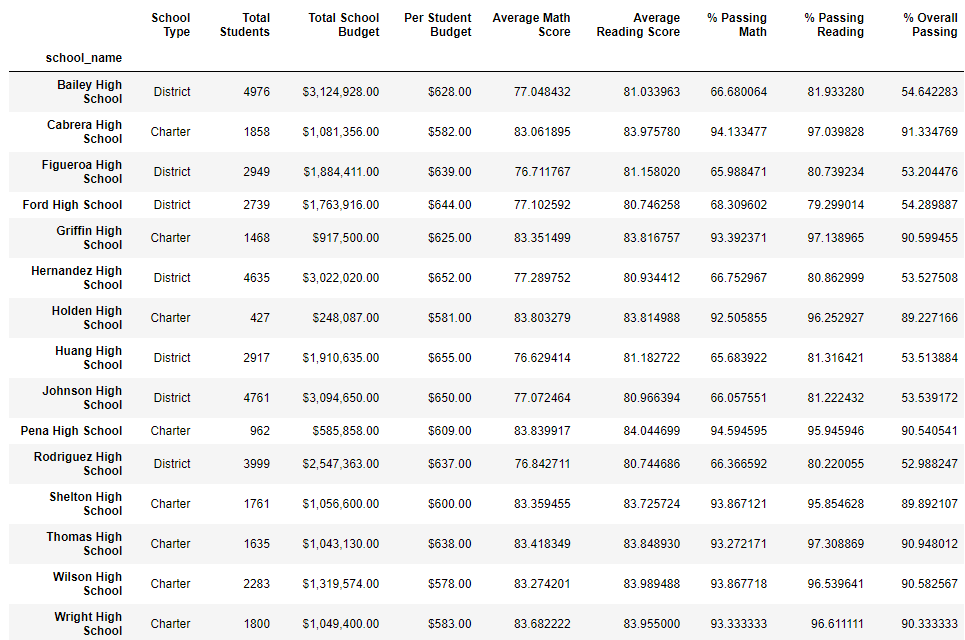 School Type Total Students Total School Budget Per Student Budget Average Math Score Average Reading Score % Passing Math % Passing Reading % Overall Passing
school_name
Bailey High School District 4976 $3,124,928.00 $628.00 77.048432 81.033963 66.680064 81.933280 54.642283
Cabrera High School Charter 1858 $1,081,356.00 $582.00 83.061895 83.975780 94.133477 97.039828 91.334769
Figueroa High School District 2949 $1,884,411.00 $639.00 76.711767 81.158020 65.988471 80.739234 53.204476
Ford High School District 2739 $1,763,916.00 $644.00 77.102592 80.746258 68.309602 79.299014 54.289887
Griffin High School Charter 1468 $917,500.00 $625.00 83.351499 83.816757 93.392371 97.138965 90.599455
Hernandez High School District 4635 $3,022,020.00 $652.00 77.289752 80.934412 66.752967 80.862999 53.527508
Holden High School Charter 427 $248,087.00 $581.00 83.803279 83.814988 92.505855 96.252927 89.227166
Huang High School District 2917 $1,910,635.00 $655.00 76.629414 81.182722 65.683922 81.316421 53.513884
Johnson High School District 4761 $3,094,650.00 $650.00 77.072464 80.966394 66.057551 81.222432 53.539172
Pena High School Charter 962 $585,858.00 $609.00 83.839917 84.044699 94.594595 95.945946 90.540541
Rodriguez High School District 3999 $2,547,363.00 $637.00 76.842711 80.744686 66.366592 80.220055 52.988247
Shelton High School Charter 1761 $1,056,600.00 $600.00 83.359455 83.725724 93.867121 95.854628 89.892107
Thomas High School Charter 1635 $1,043,130.00 $638.00 83.418349 83.848930 93.272171 97.308869 90.948012
Wilson High School Charter 2283 $1,319,574.00 $578.00 83.274201 83.989488 93.867718 96.539641 90.582567
Wright High School Charter 1800 $1,049,400.00 $583.00 83.682222 83.955000 93.333333 96.611111 90.333333